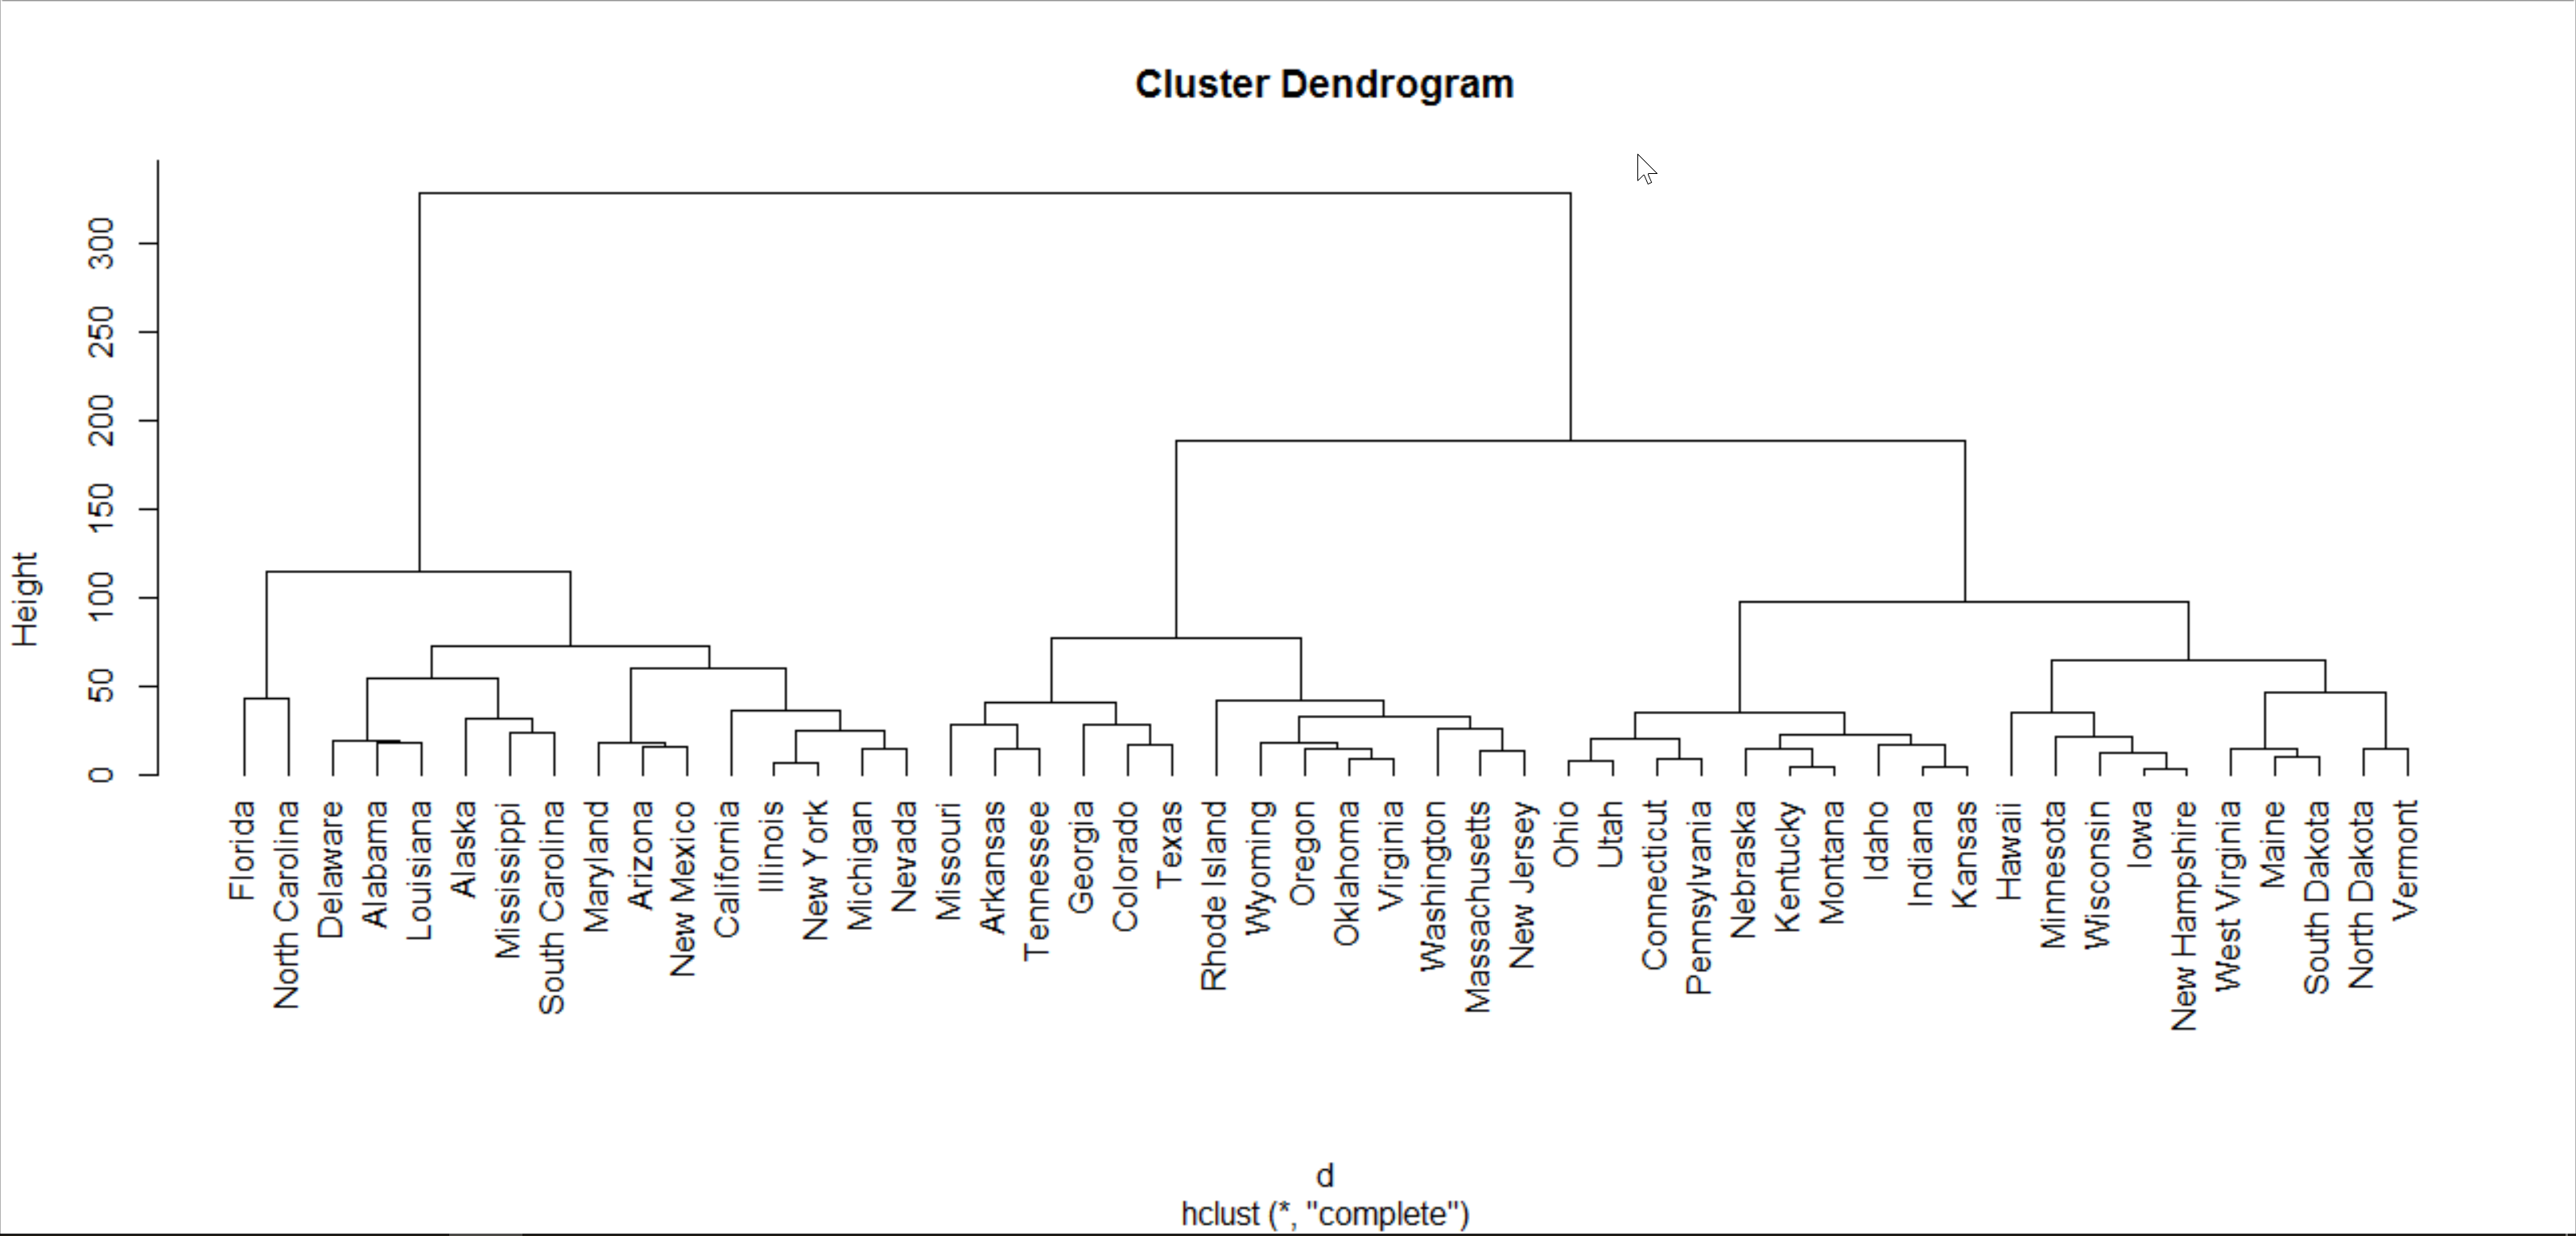 Cluster Dendrogram
Height
300
250
200
150
100
50
0
Florida
North Carolina
Delaware
Alabama
Louisiana
Alaska
Mississippi
South Carolina
Maryland
Arizona
New Mexico
California
Illinois
New York
Michigan
Nevada
Missouri
Arkansas
Tennessee
Georgia
Colorado
Texas
Rhode Island
Wyoming
Oregon
Oklahoma
Virginia
Washington
Massachusetts
New Jersey
Ohio
Utah
Connecticut
Pennsylvania
Nebraska
Kentucky
Montana
Idaho
Indiana
Kansas
Hawaii
Minnesota
Wisconsin
Iowa
New Hampshire
West Virginia
Maine
South Dakota
North Dakota
Vermont
d
hclust (*, "complete")